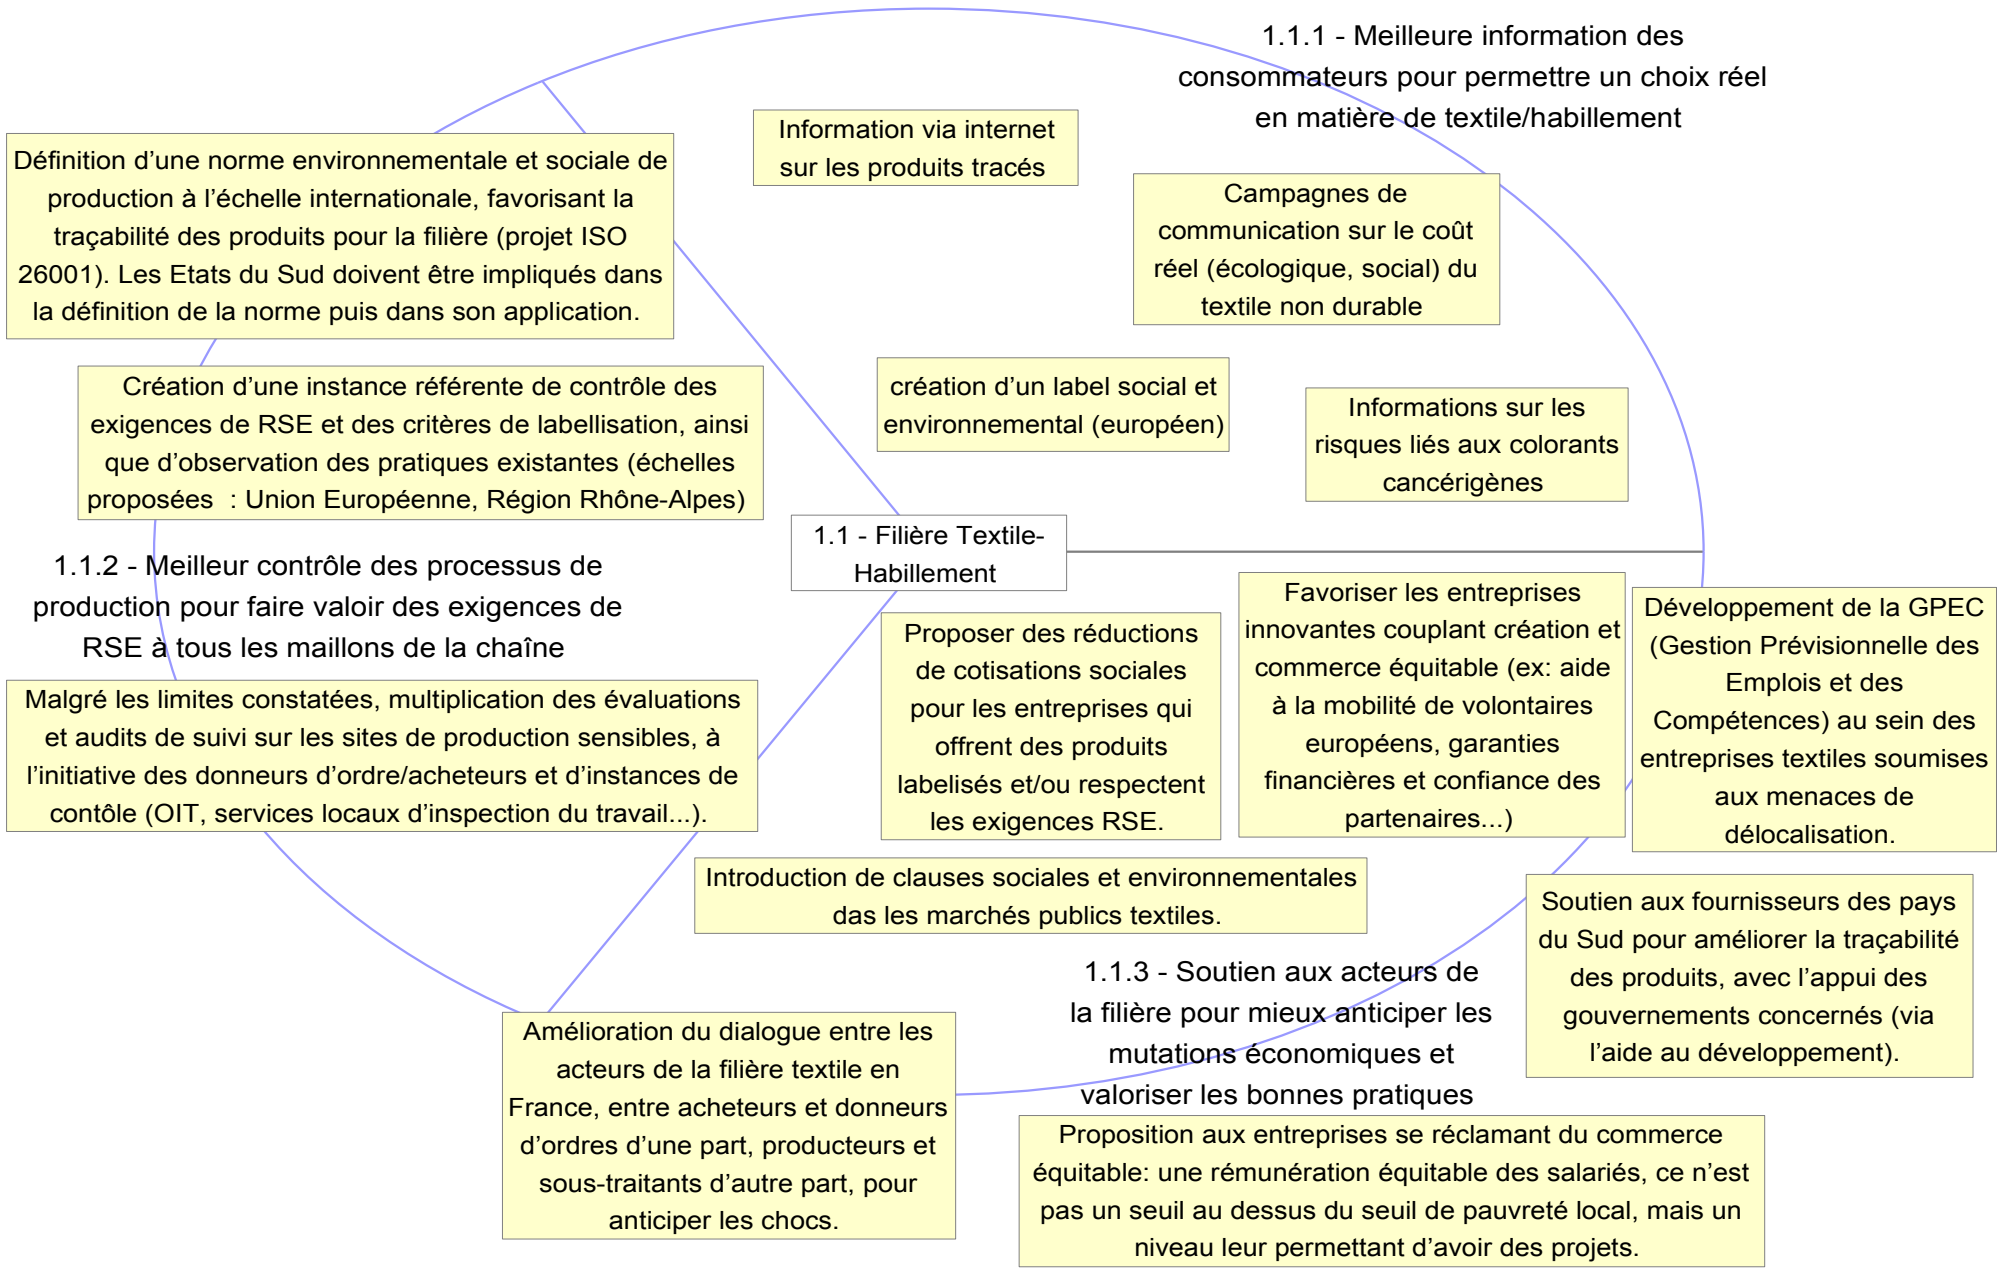 1.1.1 - Meilleure information des
consommateurs pour permettre un choix réel
en matière de textile/habillement
Information via internet
sur les produits tracés
Campagnes de
communication sur le coût
réel (écologique, social) du
textile non durable
création d’un label social et
environnemental (européen)
Informations sur les
risques liés aux colorants
cancérigènes
Définition d’une norme environnementale et sociale de
production à l’échelle internationale, favorisant la
traçabilité des produits pour la filière (projet ISO
26001). Les Etats du Sud doivent être impliqués dans
la définition de la norme puis dans son application.
Création d’une instance référente de contrôle des
exigences de RSE et des critères de labellisation, ainsi
que d’observation des pratiques existantes (échelles
proposées : Union Européenne, Région Rhône-Alpes)
1.1 - Filière Textile-
Habillement
1.1.2 - Meilleur contrôle des processus de
production pour faire valoir des exigences de
RSE à tous les maillons de la chaîne
Malgré les limites constatées, multiplication des évaluations
et audits de suivi sur les sites de production sensibles, à
l’initiative des donneurs d’ordre/acheteurs et d’instances de
contôle (OIT, services locaux d’inspection du travail...).
Proposer des réductions
de cotisations sociales
pour les entreprises qui
offrent des produits
labelisés et/ou respectent
les exigences RSE.
Favoriser les entreprises
innovantes couplant création et
commerce équitable (ex: aide
à la mobilité de volontaires
européens, garanties
financières et confiance des
partenaires...)
Développement de la GPEC
(Gestion Prévisionnelle des
Emplois et des
Compétences) au sein des
entreprises textiles soumises
aux menaces de
délocalisation.
Introduction de clauses sociales et environnementales
das les marchés publics textiles.
Soutien aux fournisseurs des pays
du Sud pour améliorer la traçabilité
des produits, avec l’appui des
gouvernements concernés (via
l’aide au développement).
1.1.3 - Soutien aux acteurs de
la filière pour mieux anticiper les
mutations économiques et
valoriser les bonnes pratiques
Amélioration du dialogue entre les
acteurs de la filière textile en
France, entre acheteurs et donneurs
d’ordres d’une part, producteurs et
sous-traitants d’autre part, pour
anticiper les chocs.
Proposition aux entreprises se réclamant du commerce
équitable: une rémunération équitable des salariés, ce n’est
pas un seuil au dessus du seuil de pauvreté local, mais un
niveau leur permettant d’avoir des projets.